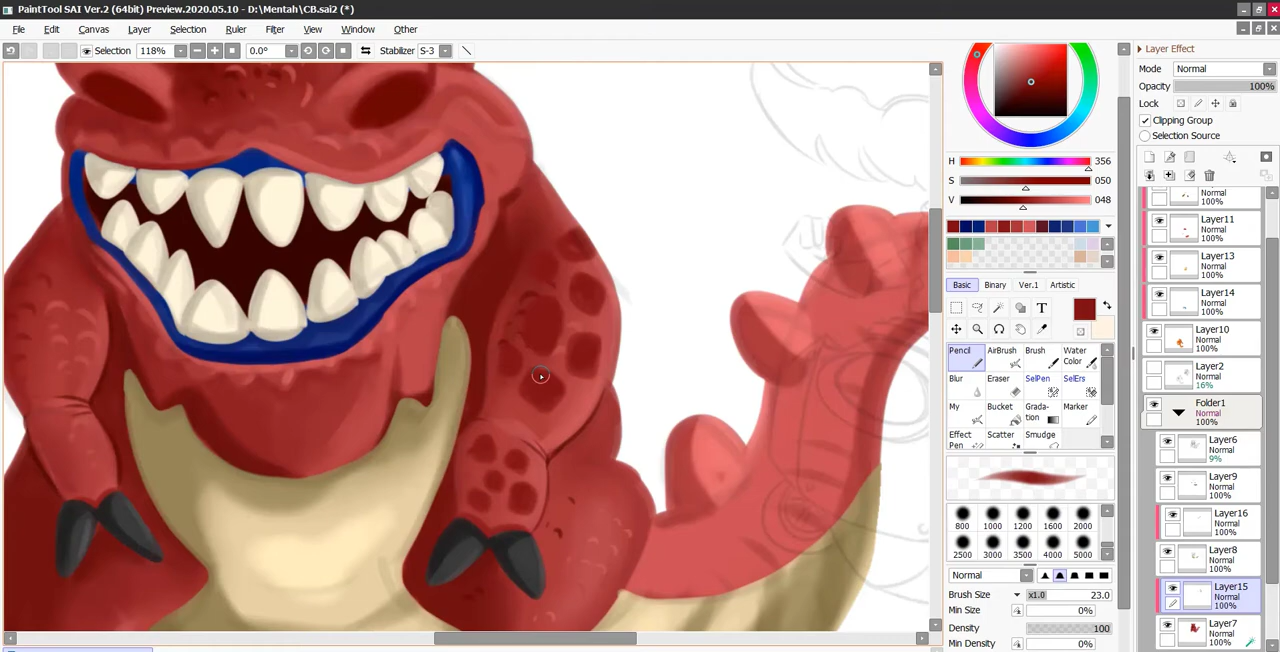 PaintTool SAI Ver.2 (64bit) Preview.2020.05.10 - D:\Mentah\CB.sai2 (*)
File Edit Canvas Layer Selection Ruler Filter View Window Other
Selection 118% 0.0° Stabilizer S-3
H 356
S 050
V 048
Basic Binary Ver.1 Artistic
T
Pencil AirBrush Brush Water Color
Blur Eraser SelPen SelErs
My Bucket Grada-tion Marker
Effect Pen Scatter Smudge
800 1000 1200 1600 2000
2500 3000 3500 4000 5000
Normal
Brush Size x1.0 23.0
Min Size 0%
Density 100
Min Density 0%
Layer Effect
Mode Normal
Opacity 100%
Lock
Clipping Group
Selection Source
Normal
100%
Layer11
Normal
100%
Layer13
Normal
100%
Layer14
Normal
100%
Layer10
Normal
100%
Layer2
Normal
16%
Folder1
Normal
100%
Layer6
Normal
9%
Layer9
Normal
100%
Layer16
Normal
100%
Layer8
Normal
100%
Layer15
Normal
100%
Layer7
Normal
100%